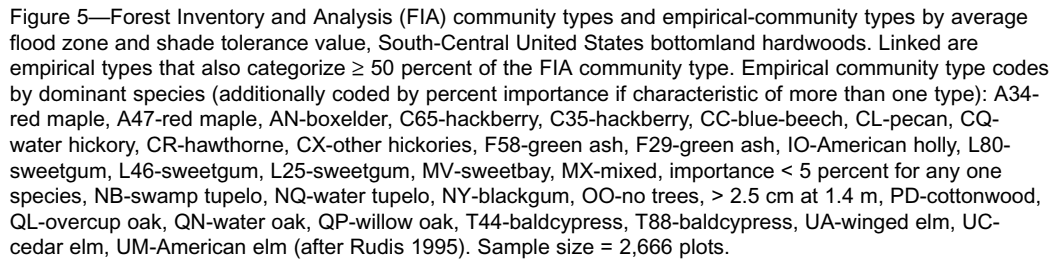 Figure 5—Forest Inventory and Analysis (FIA) community types and empirical-community types by average
flood zone and shade tolerance value, South-Central United States bottomland hardwoods. Linked are
empirical types that also categorize ≥ 50 percent of the FIA community type. Empirical community type codes
by dominant species (additionally coded by percent importance if characteristic of more than one type): A34-
red maple, A47-red maple, AN-boxelder, C65-hackberry, C35-hackberry, CC-blue-beech, CL-pecan, CQ-
water hickory, CR-hawthorne, CX-other hickories, F58-green ash, F29-green ash, IO-American holly, L80-
sweetgum, L46-sweetgum, L25-sweetgum, MV-sweetbay, MX-mixed, importance < 5 percent for any one
species, NB-swamp tupelo, NQ-water tupelo, NY-blackgum, OO-no trees, > 2.5 cm at 1.4 m, PD-cottonwood,
QL-overcup oak, QN-water oak, QP-willow oak, T44-baldcypress, T88-baldcypress, UA-winged elm, UC-
cedar elm, UM-American elm (after Rudis 1995). Sample size = 2,666 plots.